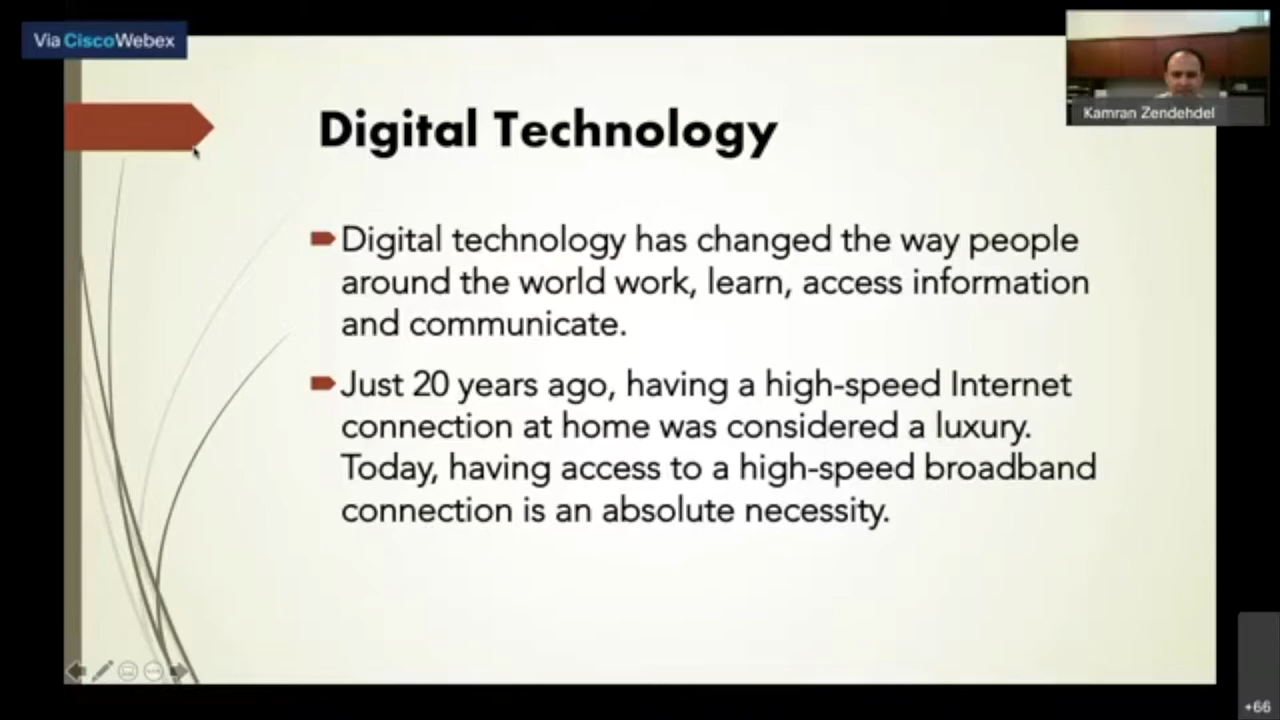 Via Cisco Webex
Kamran Zendehdel
Digital Technology
Digital technology has changed the way people
around the world work, learn, access information
and communicate.
Just 20 years ago, having a high-speed Internet
connection at home was considered a luxury.
Today, having access to a high-speed broadband
connection is an absolute necessity.
+66